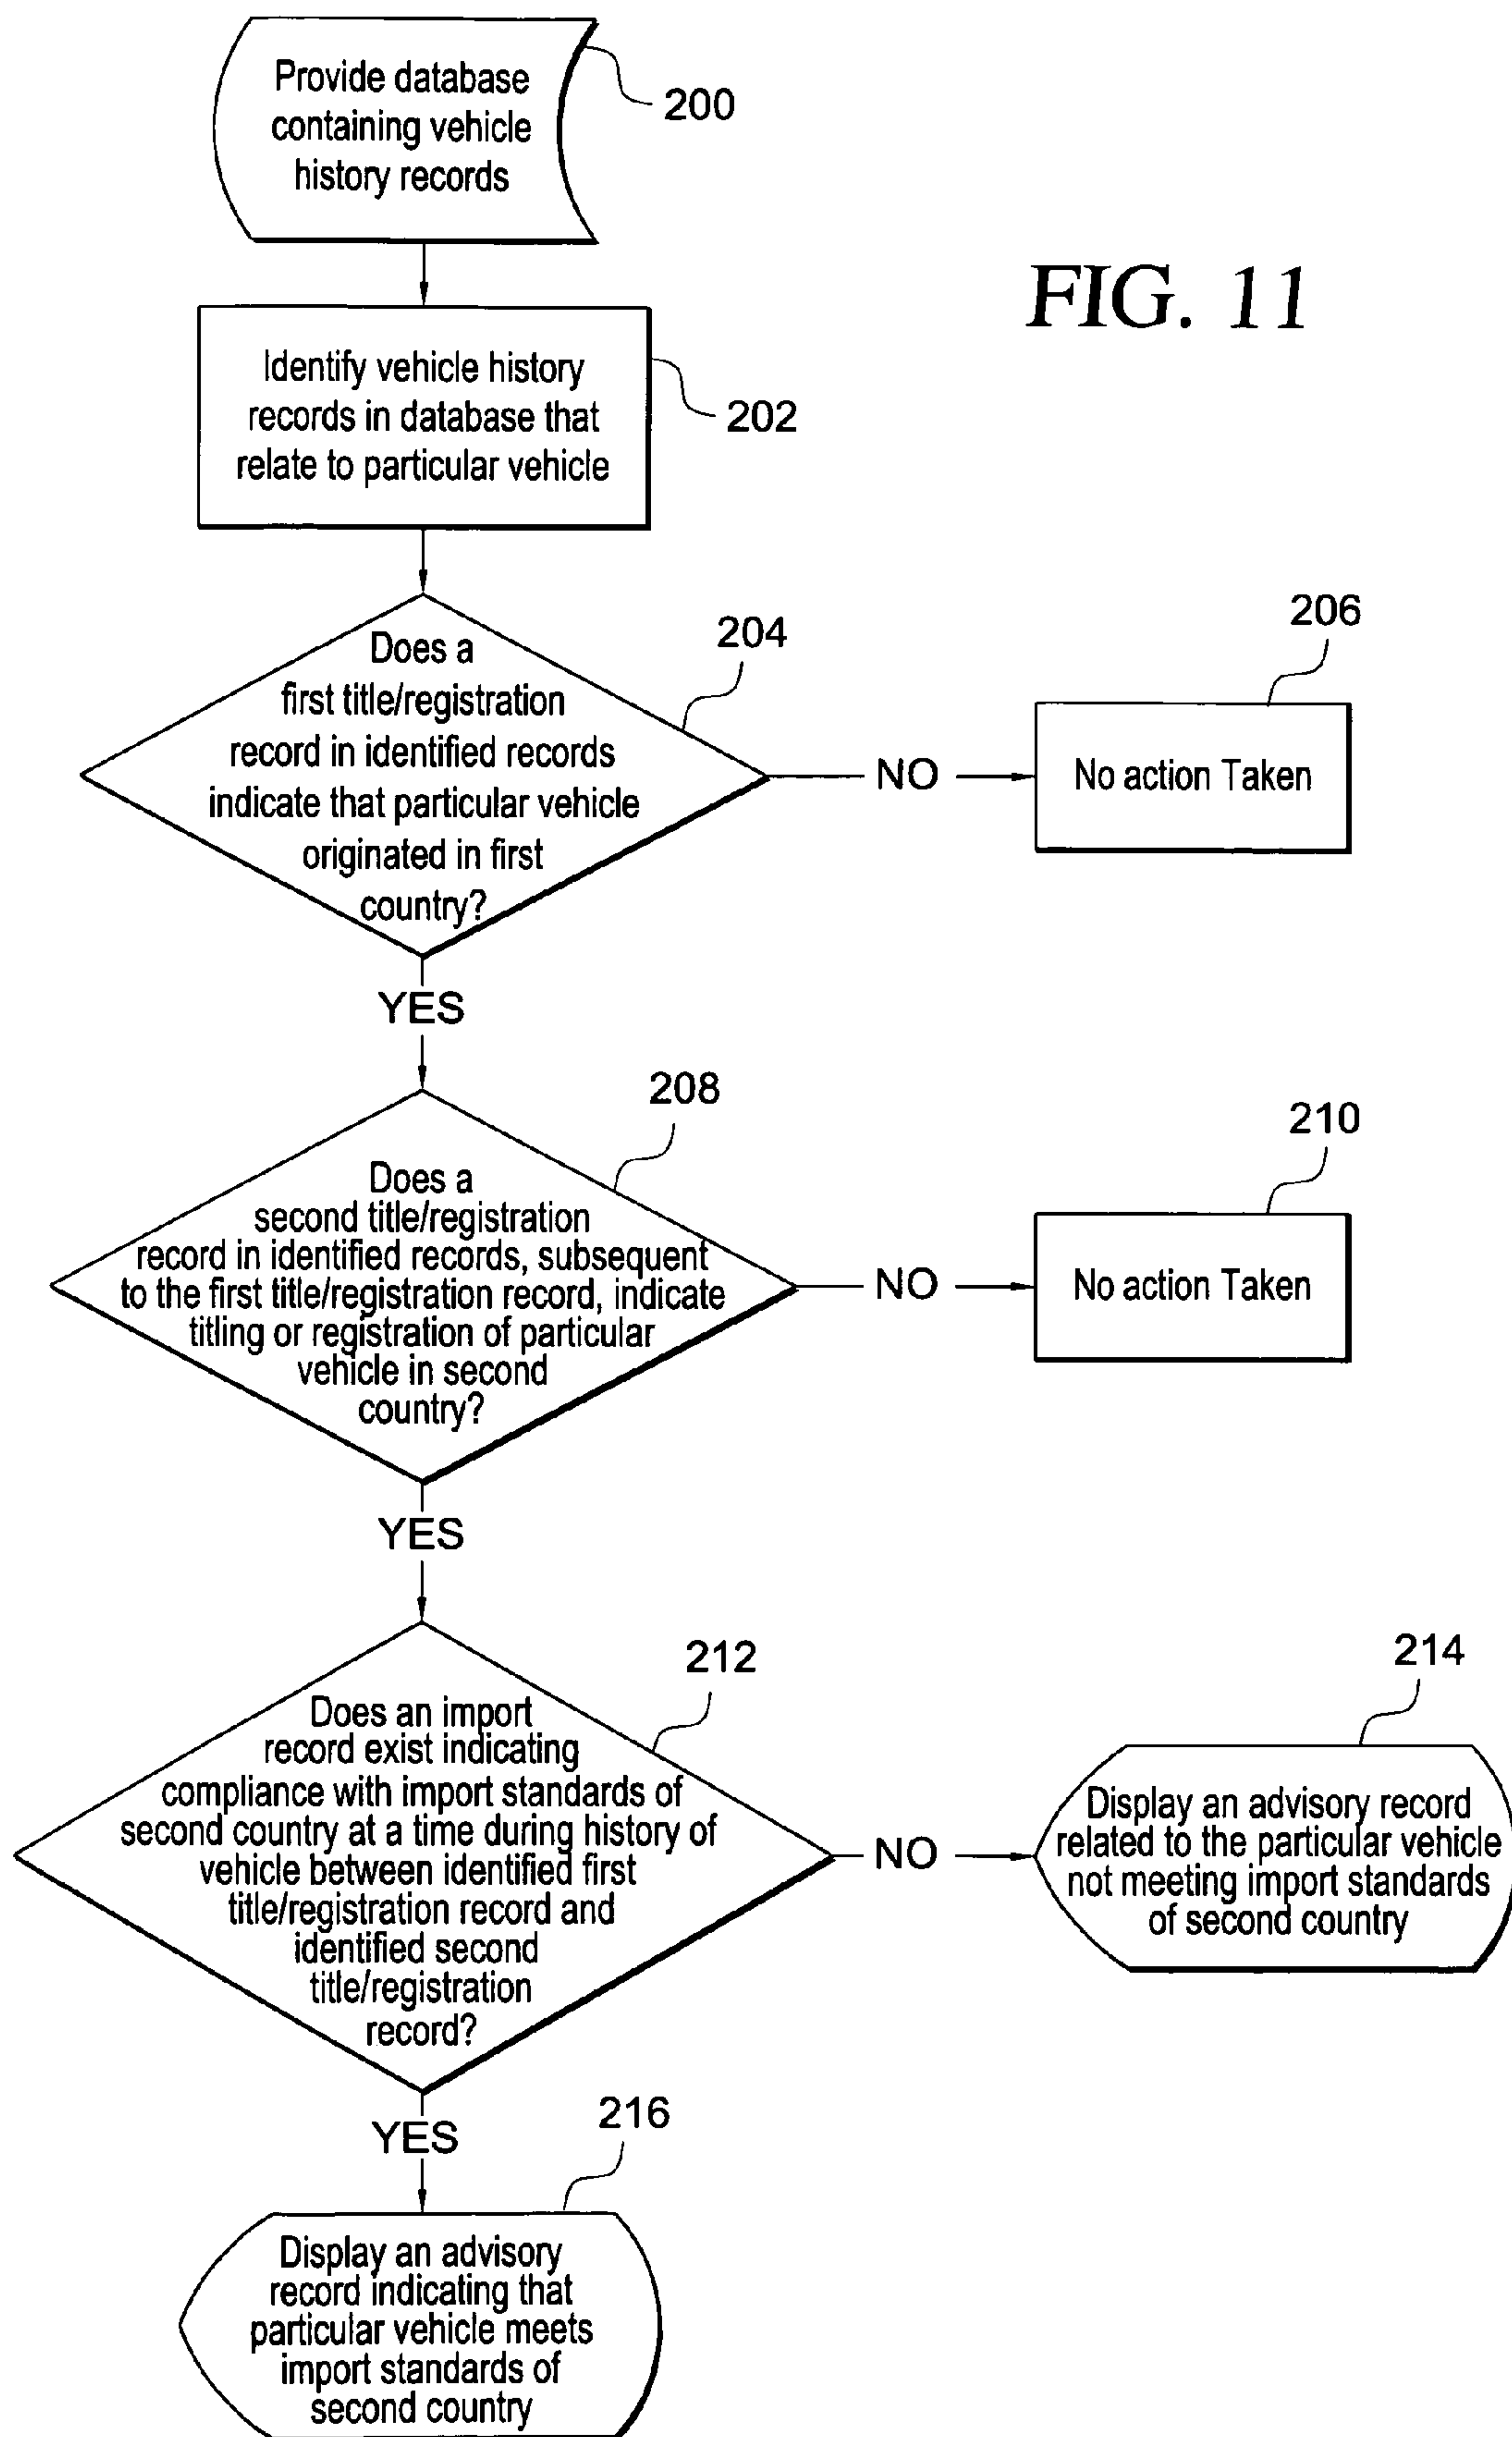 Provide database
containing vehicle
history records
200
FIG. 11
Identify vehicle history
records in database that
relate to particular vehicle
202
Does a
first title/registration
record in identified records
indicate that particular vehicle
originated in first
country?
204
NO
206
No action Taken
YES
208
Does a
second title/registration
record in identified records, subsequent
to the first title/registration record, indicate
titling or registration of particular
vehicle in second
country?
NO
210
No action Taken
YES
212
Does an import
record exist indicating
compliance with import standards of
second country at a time during history of
vehicle between identified first
title/registration record and
identified second
title/registration
record?
NO
214
Display an advisory record
related to the particular vehicle
not meeting import standards
of second country
YES
216
Display an advisory
record indicating that
particular vehicle meets
import standards of
second country